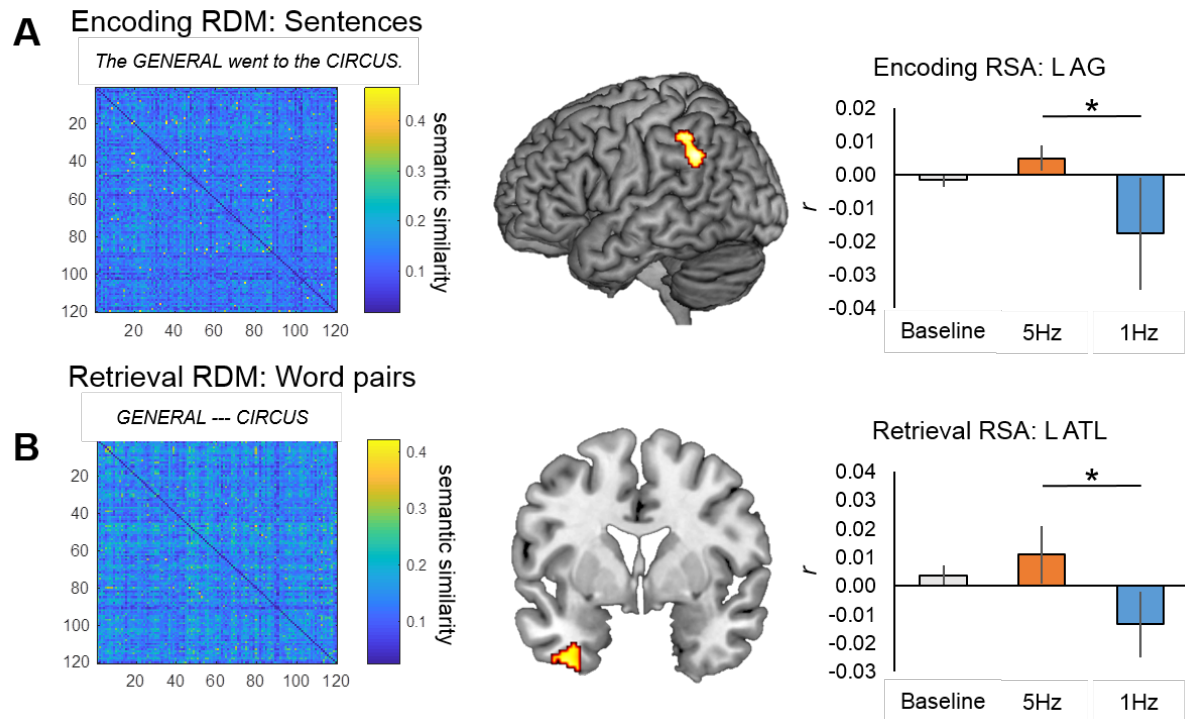 A
Encoding RDM: Sentences
The GENERAL went to the CIRCUS.
20
40
60
80
100
120
20 40 60 80 100 120
0.4
0.3
0.2
0.1
semantic similarity
Encoding RSA: L AG
0.02
0.01
0.00
-0.01
-0.02
-0.03
-0.04
r
*
Baseline 5Hz 1Hz
B
Retrieval RDM: Word pairs
GENERAL --- CIRCUS
20
40
60
80
100
120
20 40 60 80 100 120
0.4
0.3
0.2
0.1
semantic similarity
Retrieval RSA: L ATL
0.04
0.03
0.02
0.01
0.00
-0.01
-0.02
-0.03
r
*
Baseline 5Hz 1Hz